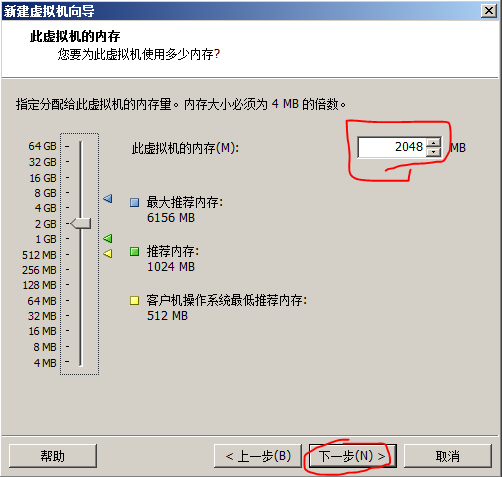 新建虚拟机向导
此虚拟机的内存
您要为此虚拟机使用多少内存?
指定分配给此虚拟机的内存量。内存大小必须为 4 MB 的倍数。
此虚拟机的内存(M):
2048
MB
64 GB
32 GB
16 GB
8 GB
4 GB
2 GB
1 GB
512 MB
256 MB
128 MB
64 MB
32 MB
16 MB
8 MB
4 MB
最大推荐内存:
6156 MB
推荐内存:
1024 MB
客户机操作系统最低推荐内存:
512 MB
帮助
< 上一步(B)
下一步(N) >
取消